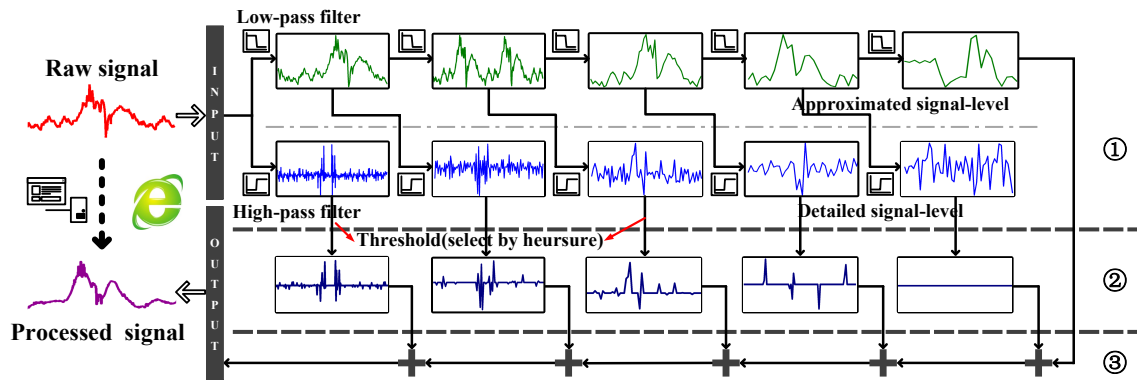 Low-pass filter
Raw signal
INPUT
Approximated signal-level
①
High-pass filter
Detailed signal-level
Threshold(select by heursure)
OUTPUT
②
Processed signal
③
e